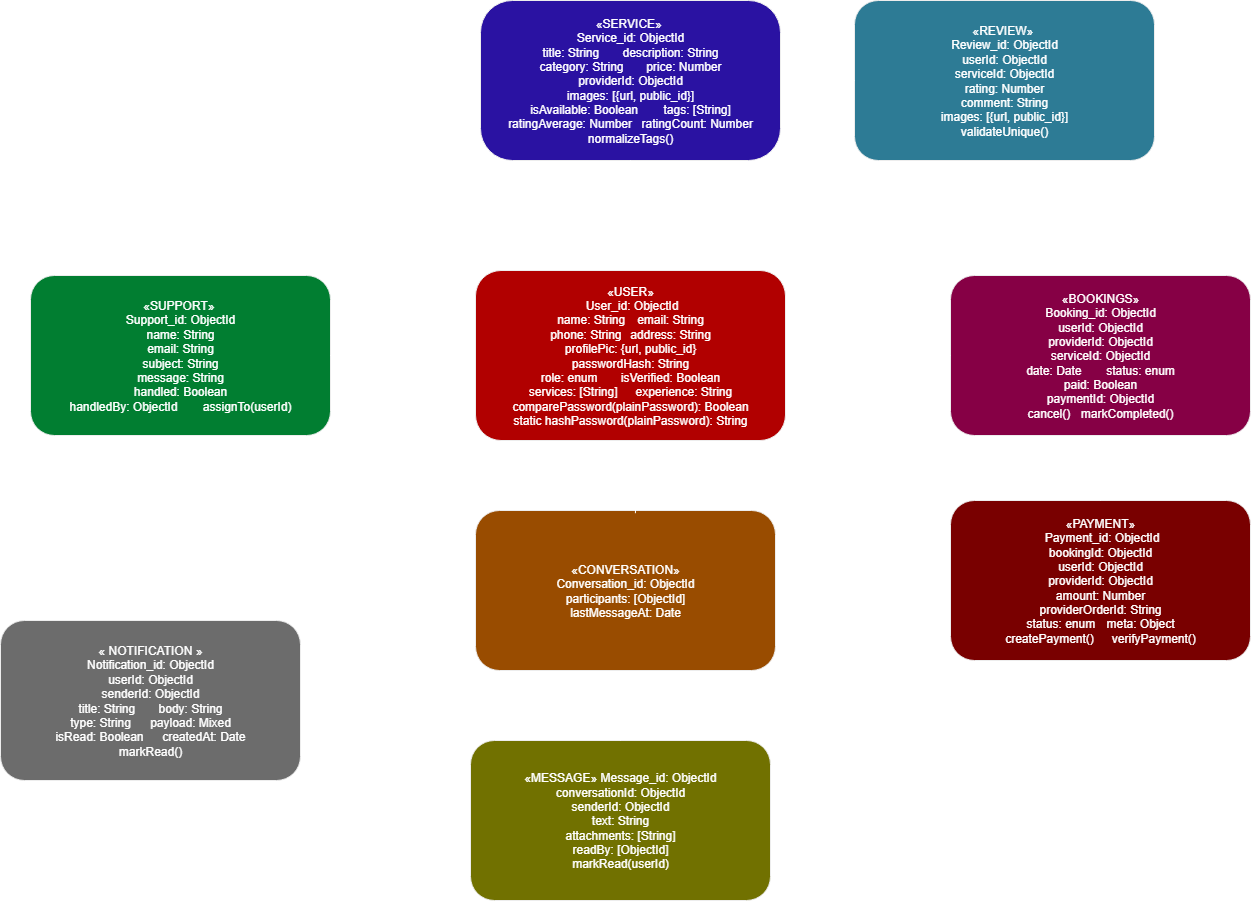 «SERVICE»
Service_id: ObjectId
title: String description: String
category: String price: Number
providerId: ObjectId
images: [{url, public_id}]
isAvailable: Boolean tags: [String]
ratingAverage: Number ratingCount: Number
normalizeTags()
«REVIEW»
Review_id: ObjectId
userId: ObjectId
serviceId: ObjectId
rating: Number
comment: String
images: [{url, public_id}]
validateUnique()
«SUPPORT»
Support_id: ObjectId
name: String
email: String
subject: String
message: String
handled: Boolean
handledBy: ObjectId assignTo(userId)
«USER»
User_id: ObjectId
name: String email: String
phone: String address: String
profilePic: {url, public_id}
passwordHash: String
role: enum isVerified: Boolean
services: [String] experience: String
comparePassword(plainPassword): Boolean
static hashPassword(plainPassword): String
«BOOKINGS»
Booking_id: ObjectId
userId: ObjectId
providerId: ObjectId
serviceId: ObjectId
date: Date status: enum
paid: Boolean
paymentId: ObjectId
cancel() markCompleted()
«CONVERSATION»
Conversation_id: ObjectId
participants: [ObjectId]
lastMessageAt: Date
«PAYMENT»
Payment_id: ObjectId
bookingId: ObjectId
userId: ObjectId
providerId: ObjectId
amount: Number
providerOrderId: String
status: enum meta: Object
createPayment() verifyPayment()
« NOTIFICATION »
Notification_id: ObjectId
userId: ObjectId
senderId: ObjectId
title: String body: String
type: String payload: Mixed
isRead: Boolean createdAt: Date
markRead()
«MESSAGE» Message_id: ObjectId
conversationId: ObjectId
senderId: ObjectId
text: String
attachments: [String]
readBy: [ObjectId]
markRead(userId)